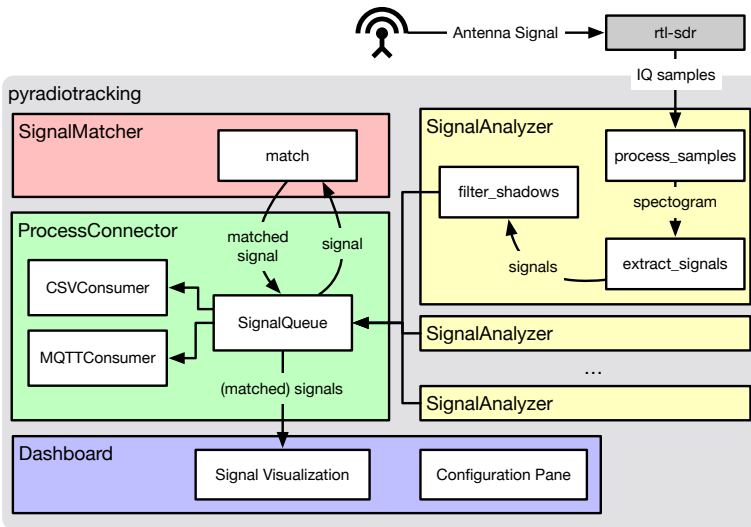 Antenna Signal
rtl-sdr
IQ samples
pyradiotracking
SignalMatcher
match
SignalAnalyzer
process_samples
filter_shadows
spectogram
signals
extract_signals
ProcessConnector
matched
signal
signal
CSVConsumer
SignalQueue
MQTTConsumer
(matched) signals
SignalAnalyzer
...
SignalAnalyzer
Dashboard
Signal Visualization
Configuration Pane